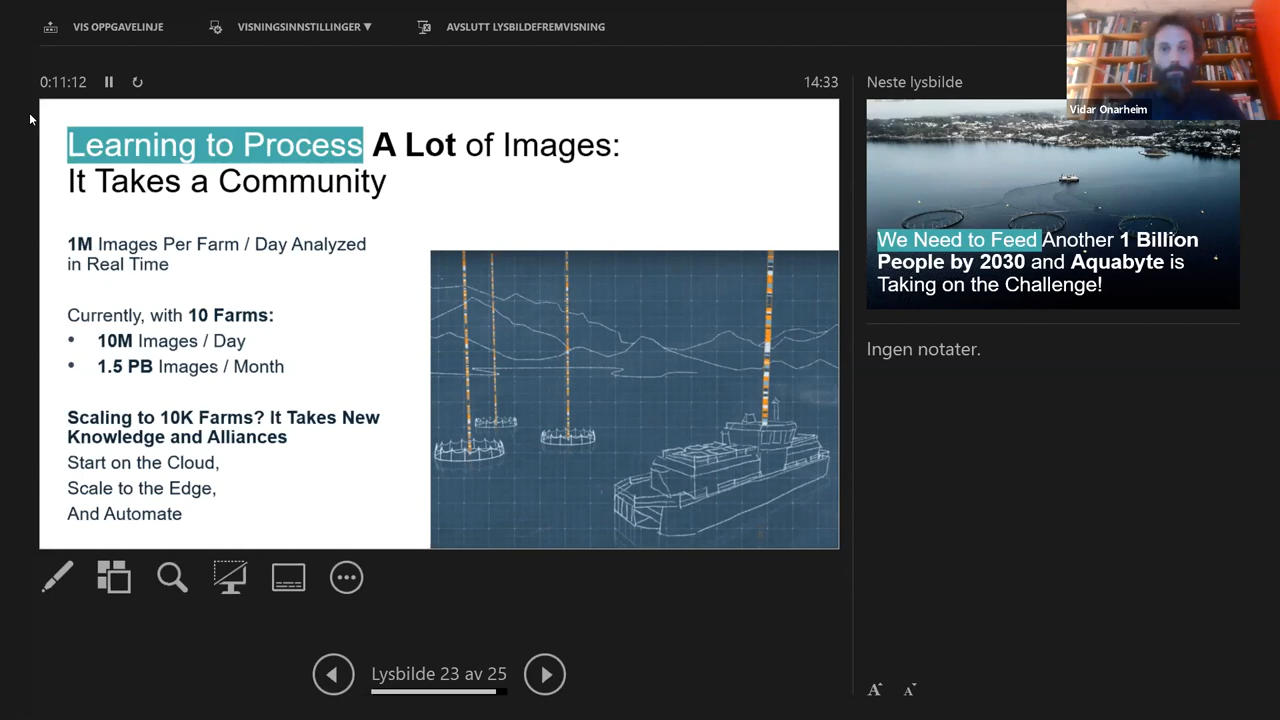 VIS OPPGAVELINJE
VISNINGSINNSTILLINGER ▼
AVSLUTT LYSBILDEFREMVISNING
0:11:12
14:33
Learning to Process A Lot of Images:
It Takes a Community
1M Images Per Farm / Day Analyzed
in Real Time
Currently, with 10 Farms:
• 10M Images / Day
• 1.5 PB Images / Month
Scaling to 10K Farms? It Takes New
Knowledge and Alliances
Start on the Cloud,
Scale to the Edge,
And Automate
Lysbilde 23 av 25
Neste lysbilde
Vidar Onarheim
We Need to Feed Another 1 Billion
People by 2030 and Aquabyte is
Taking on the Challenge!
Ingen notater.
A A